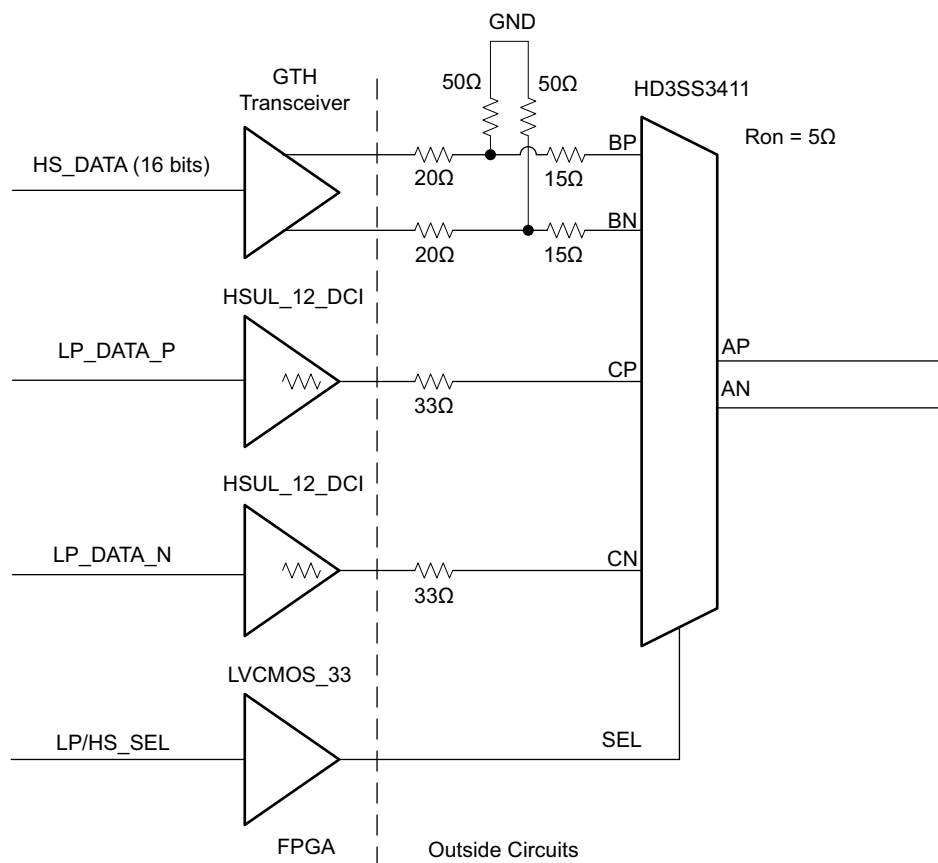 GND
GTH
Transceiver
50Ω
50Ω
HD3SS3411
Ron = 5Ω
HS_DATA (16 bits)
BP
20Ω
15Ω
BN
20Ω
15Ω
HSUL_12_DCI
LP_DATA_P
CP
33Ω
AP
AN
HSUL_12_DCI
LP_DATA_N
CN
33Ω
LVCMOS_33
LP/HS_SEL
SEL
FPGA
Outside Circuits